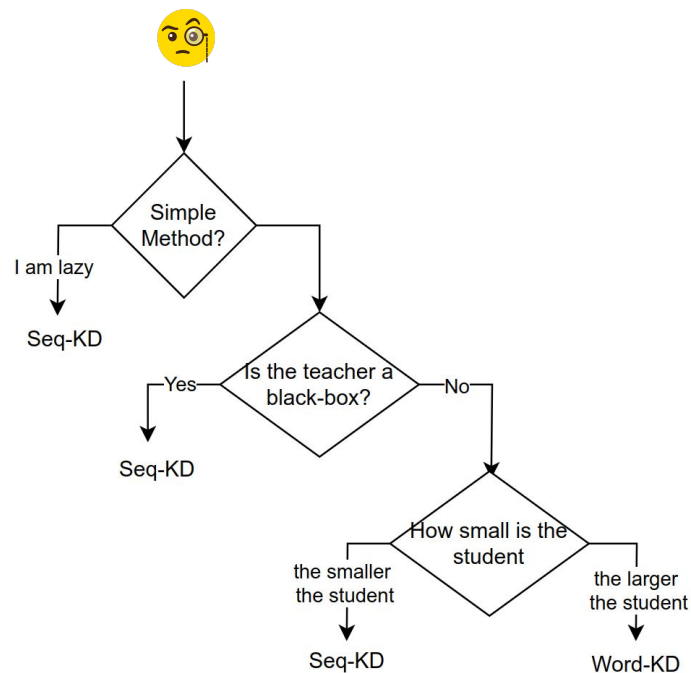 Simple
Method?
I am lazy
Seq-KD
Is the teacher a
black-box?
Yes
No
Seq-KD
How small is the
student
the smaller
the student
the larger
the student
Seq-KD
Word-KD